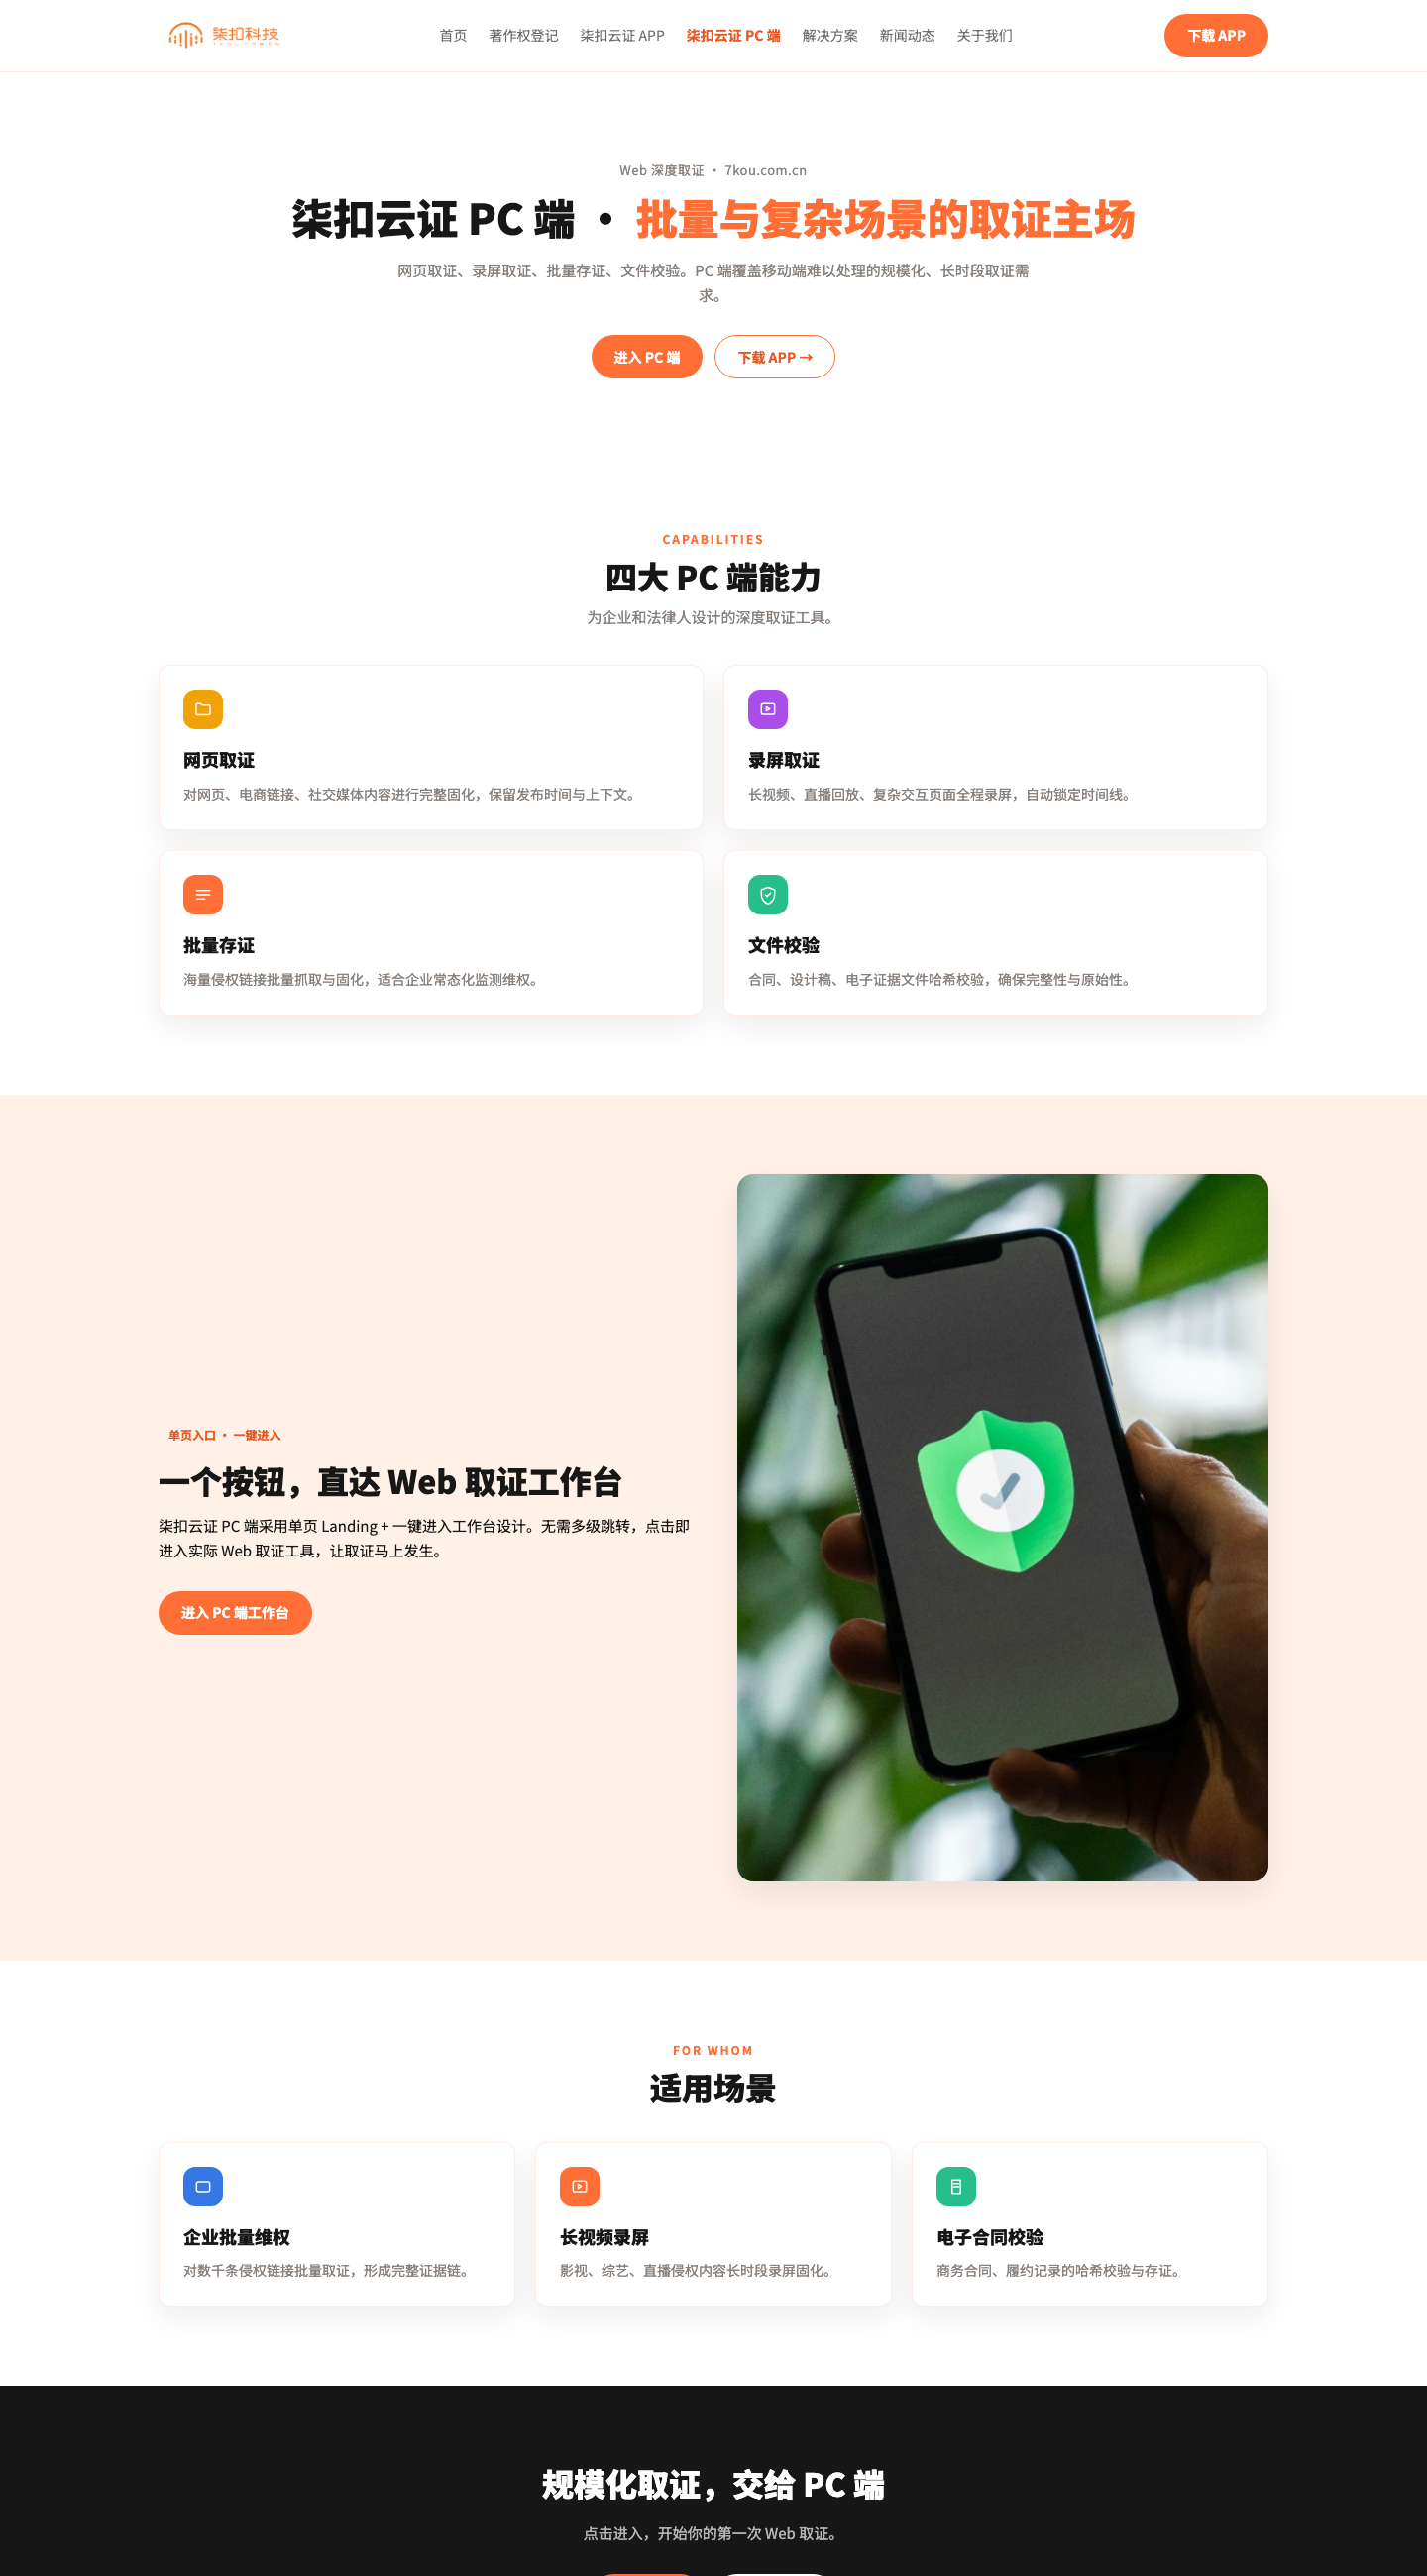 柒扣科技
首页 著作权登记 柒扣云证 APP 柒扣云证 PC 端 解决方案 新闻动态 关于我们
下载 APP
Web 深度取证 · 7kou.com.cn
柒扣云证 PC 端 · 批量与复杂场景的取证主场
网页取证、录屏取证、批量存证、文件校验。PC 端覆盖移动端难以处理的规模化、长时段取证需
求。
进入 PC 端
下载 APP →
CAPABILITIES
四大 PC 端能力
为企业和法律人设计的深度取证工具。
网页取证
对网页、电商链接、社交媒体内容进行完整固化，保留发布时间与上下文。
录屏取证
长视频、直播回放、复杂交互页面全程录屏，自动锁定时间线。
批量存证
海量侵权链接批量抓取与固化，适合企业常态化监测维权。
文件校验
合同、设计稿、电子证据文件哈希校验，确保完整性与原始性。
单页入口 · 一键进入
一个按钮，直达 Web 取证工作台
柒扣云证 PC 端采用单页 Landing + 一键进入工作台设计。无需多级跳转，点击即
进入实际 Web 取证工具，让取证马上发生。
进入 PC 端工作台
FOR WHOM
适用场景
企业批量维权
对数千条侵权链接批量取证，形成完整证据链。
长视频录屏
影视、综艺、直播侵权内容长时段录屏固化。
电子合同校验
商务合同、履约记录的哈希校验与存证。
规模化取证，交给 PC 端
点击进入，开始你的第一次 Web 取证。